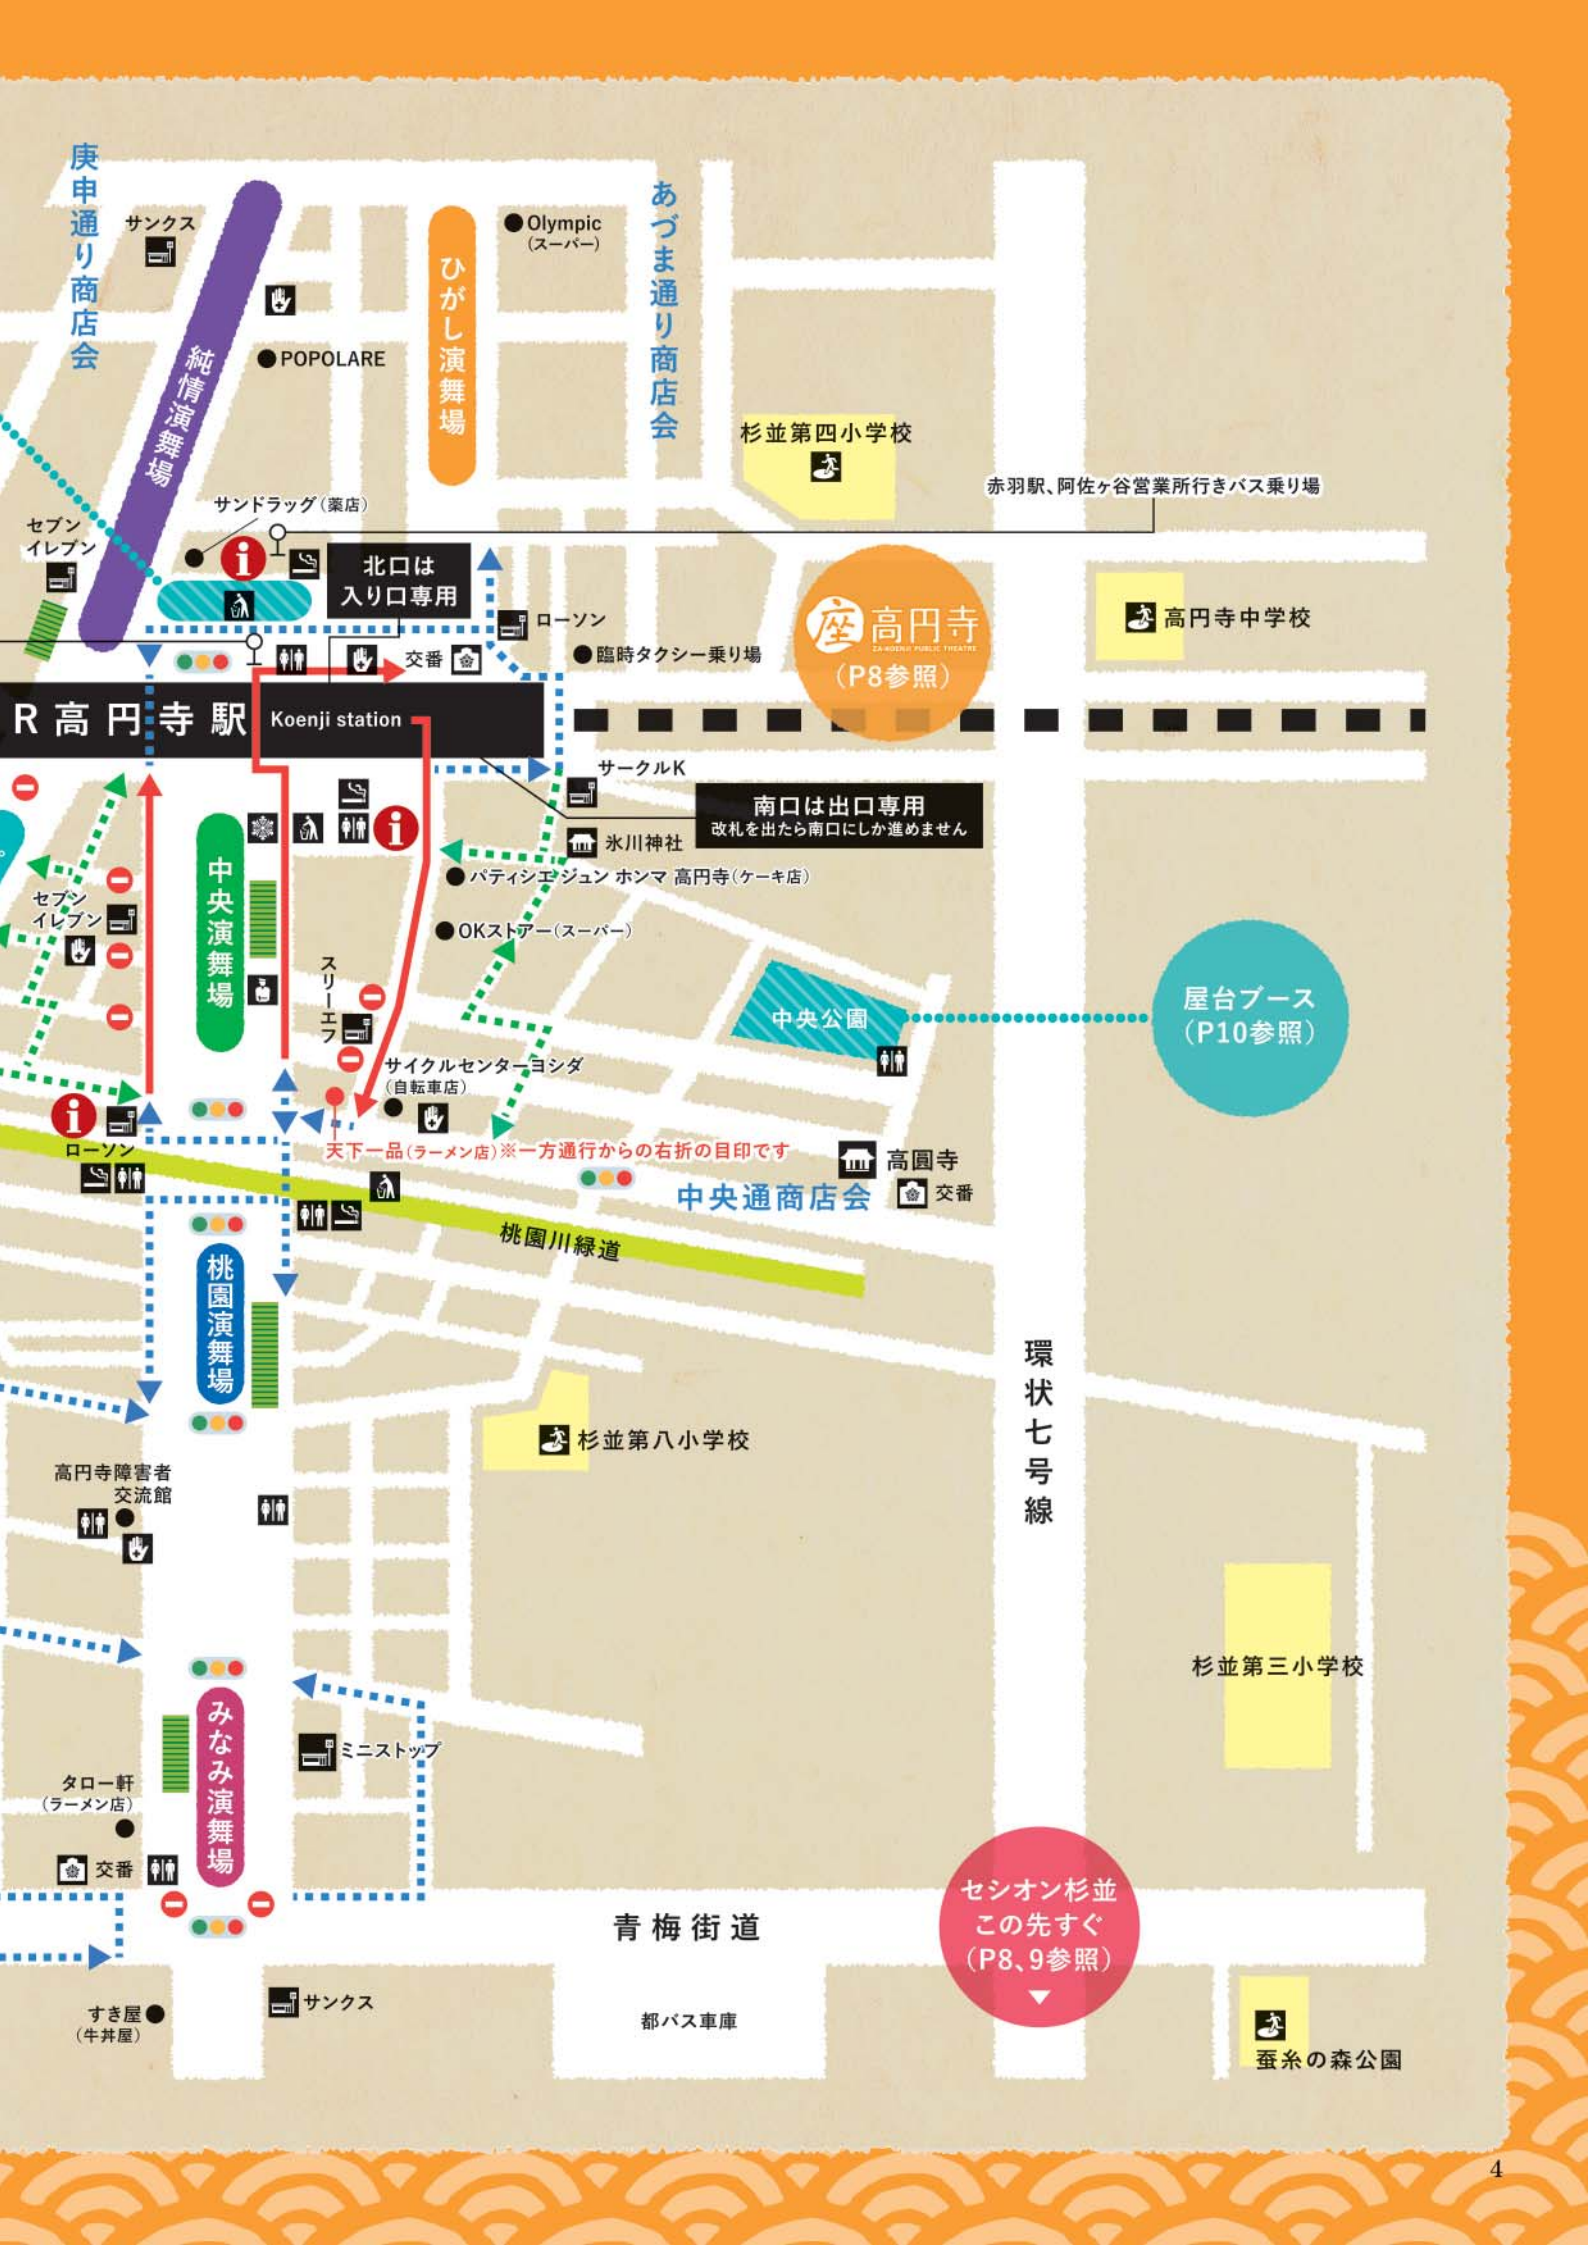 庚申通り商店会
サンクス
純情演舞場
POPOLARE
ひがし演舞場
Olympic
(スーパー)
あづま通り商店会
杉並第四小学校
赤羽駅、阿佐ヶ谷営業所行きバス乗り場
サンドラッグ(薬店)
セブン
イレブン
i
北口は
入り口専用
ローソン
臨時タクシー乗り場
交番
座 高円寺
ZA-KOENJI PUBLIC THEATRE
(P8参照)
高円寺中学校
R高円寺駅
Koenji station
サークルK
南口は出口専用
改札を出たら南口にしか進めません
氷川神社
パティシエ ジュン ホンマ 高円寺(ケーキ店)
OKストアー(スーパー)
i
中央演舞場
セブン
イレブン
スリーエフ
中央公園
屋台ブース
(P10参照)
サイクルセンターヨシダ
(自転車店)
i
ローソン
天下一品(ラーメン店)※一方通行からの右折の目印です
高圓寺
交番
中央通商店会
桃園川緑道
桃園演舞場
環状七号線
杉並第八小学校
高円寺障害者
交流館
杉並第三小学校
みなみ演舞場
ミニストップ
タロー軒
(ラーメン店)
交番
青梅街道
セシオン杉並
この先すぐ
(P8、9参照)
すき屋
(牛丼屋)
サンクス
都バス車庫
蚕糸の森公園
4